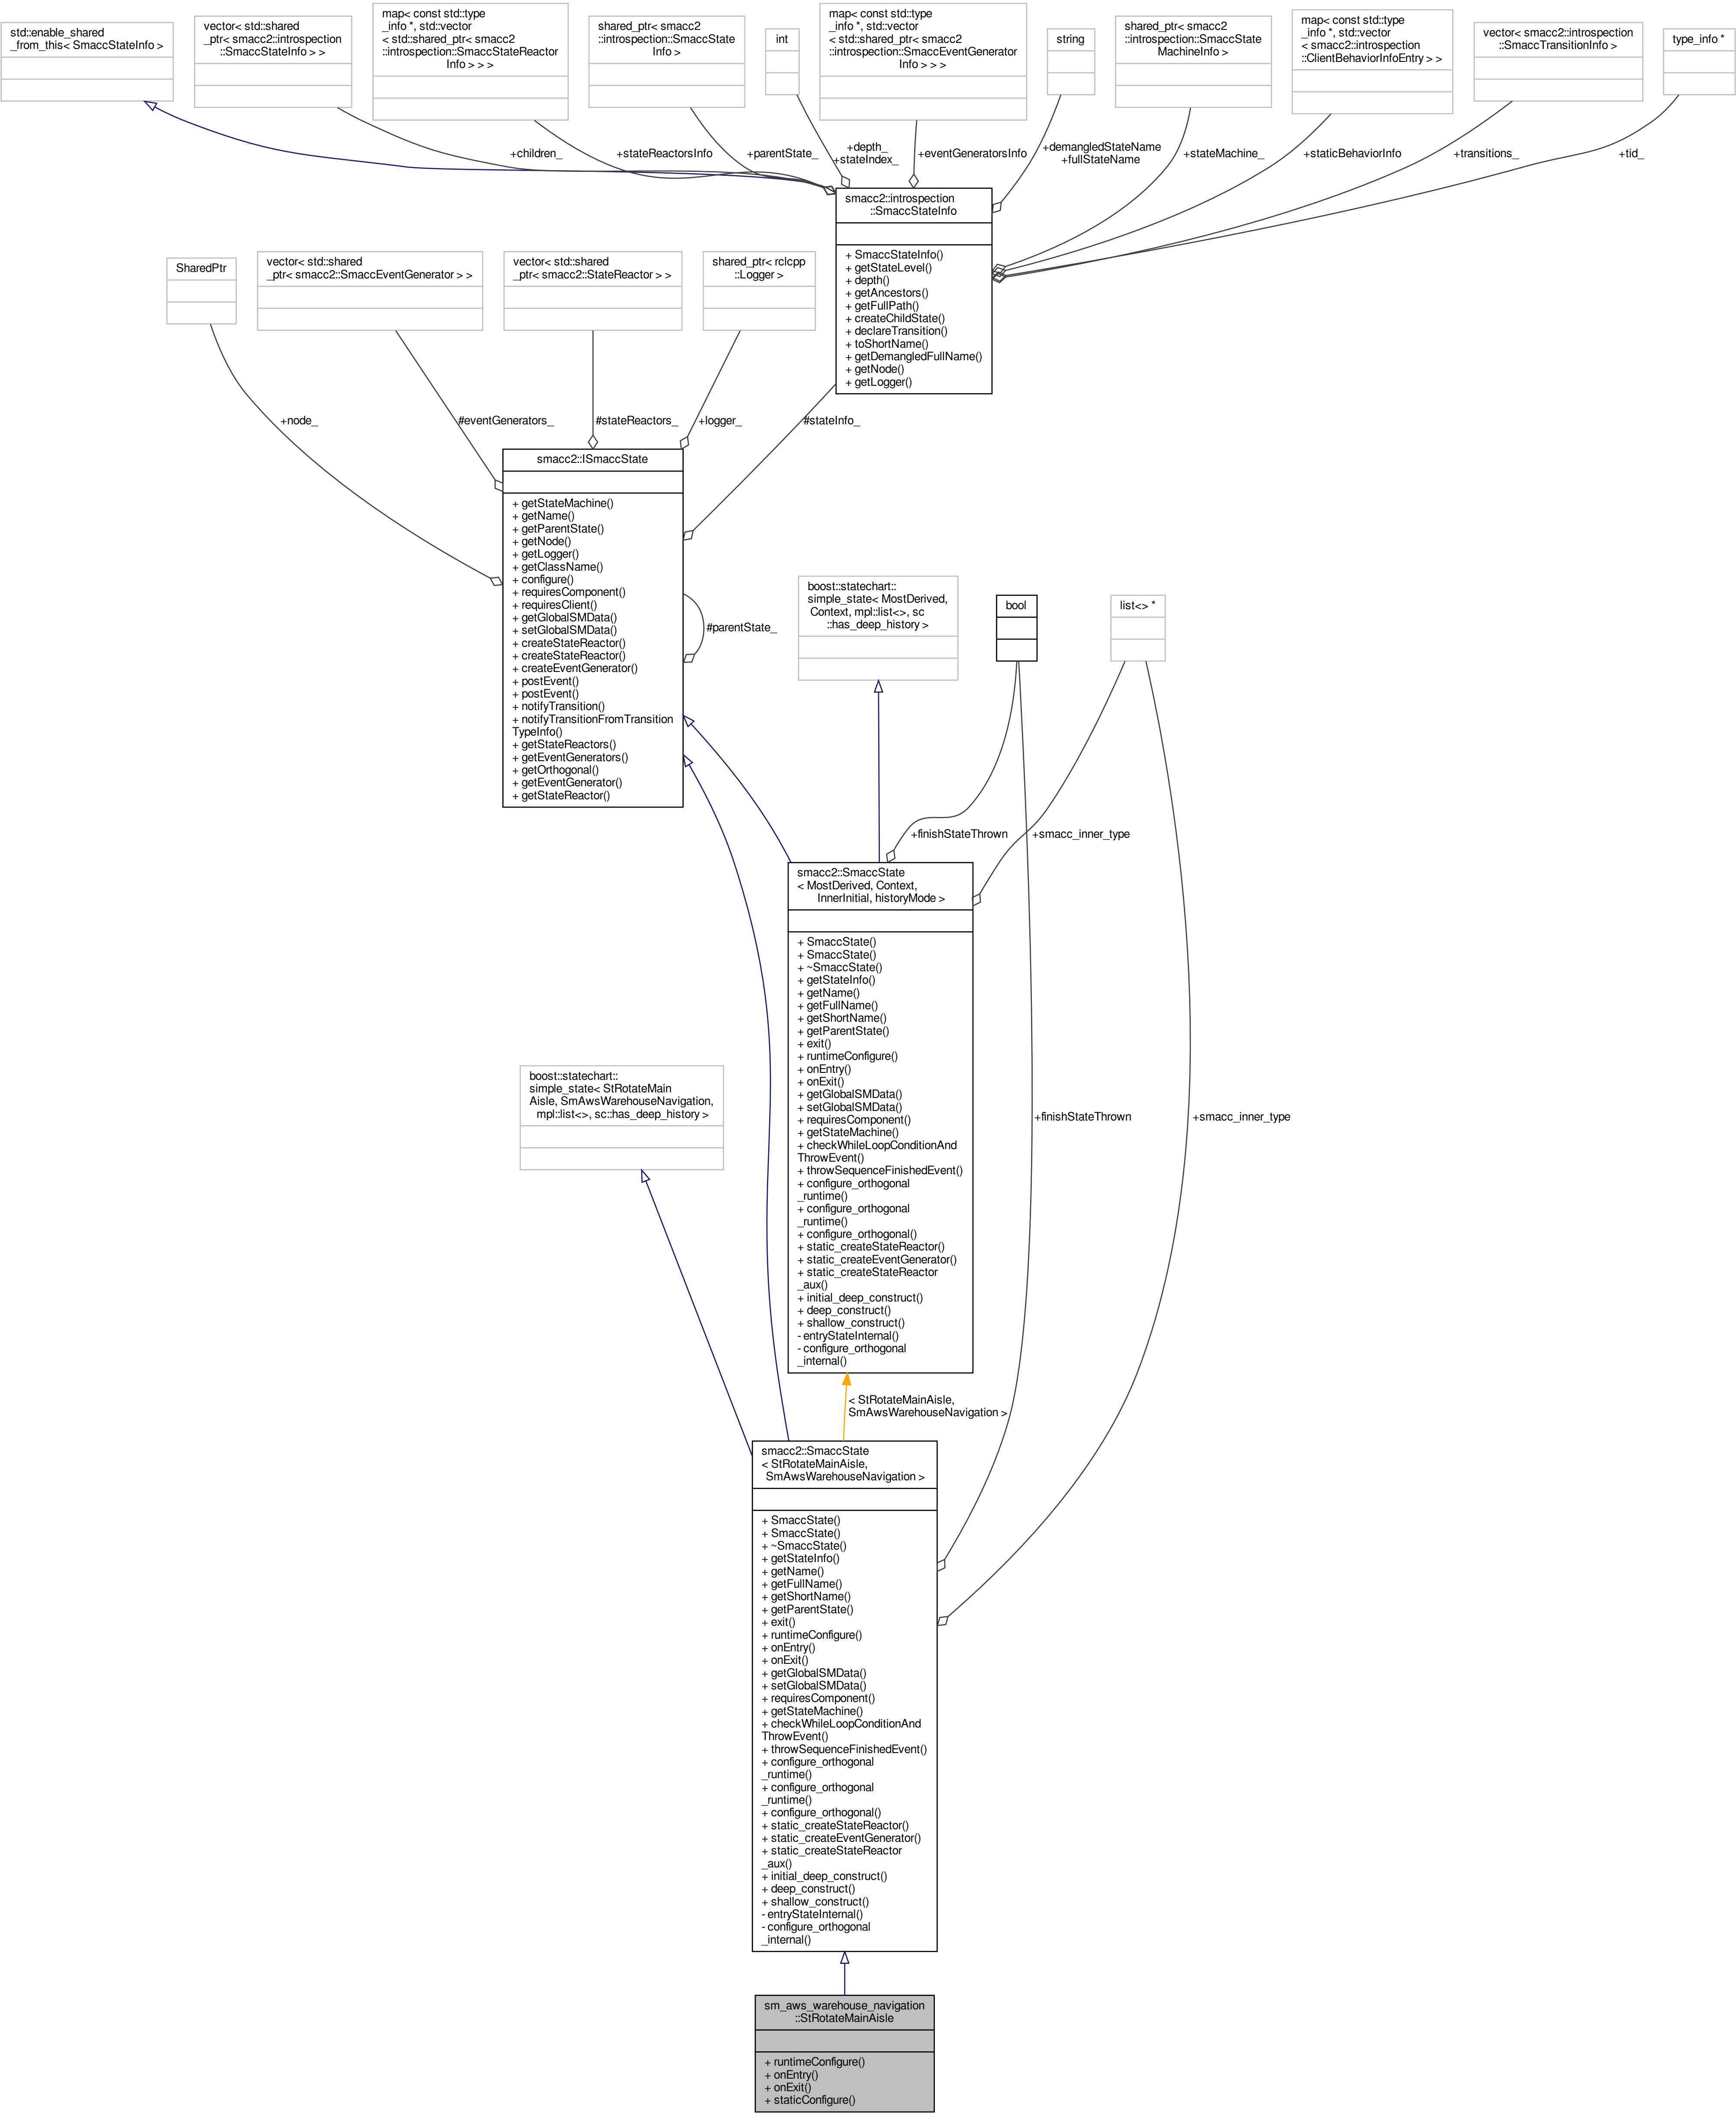 std::enable_shared
_from_this< SmaccStateInfo >
vector< std::shared
_ptr< smacc2::introspection
::SmaccStateInfo > >
map< const std::type
_info *, std::vector
< std::shared_ptr< smacc2
::introspection::SmaccStateReactor
Info > > >
shared_ptr< smacc2
::introspection::SmaccState
Info >
int
map< const std::type
_info *, std::vector
< std::shared_ptr< smacc2
::introspection::SmaccEventGenerator
Info > > >
string
shared_ptr< smacc2
::introspection::SmaccState
MachineInfo >
map< const std::type
_info *, std::vector
< smacc2::introspection
::ClientBehaviorInfoEntry > >
vector< smacc2::introspection
::SmaccTransitionInfo >
type_info *
+children_
+stateReactorsInfo
+parentState_
+depth_
+stateIndex_
+eventGeneratorsInfo
+demangledStateName
+fullStateName
+stateMachine_
+staticBehaviorInfo
+transitions_
+tid_
smacc2::introspection
::SmaccStateInfo
+ SmaccStateInfo()
+ getStateLevel()
+ depth()
+ getAncestors()
+ getFullPath()
+ createChildState()
+ declareTransition()
+ toShortName()
+ getDemangledFullName()
+ getNode()
+ getLogger()
SharedPtr
vector< std::shared
_ptr< smacc2::SmaccEventGenerator > >
vector< std::shared
_ptr< smacc2::StateReactor > >
shared_ptr< rclcpp
::Logger >
+node_
#eventGenerators_
#stateReactors_
+logger_
#stateInfo_
smacc2::ISmaccState
+ getStateMachine()
+ getName()
+ getParentState()
+ getNode()
+ getLogger()
+ getClassName()
+ configure()
+ requiresComponent()
+ requiresClient()
+ getGlobalSMData()
+ setGlobalSMData()
+ createStateReactor()
+ createStateReactor()
+ createEventGenerator()
+ postEvent()
+ postEvent()
+ notifyTransition()
+ notifyTransitionFromTransition
TypeInfo()
+ getStateReactors()
+ getEventGenerators()
+ getOrthogonal()
+ getEventGenerator()
+ getStateReactor()
#parentState_
boost::statechart::
simple_state< MostDerived,
Context, mpl::list<>, sc
::has_deep_history >
bool
list<> *
+finishStateThrown
+smacc_inner_type
smacc2::SmaccState
< MostDerived, Context,
InnerInitial, historyMode >
+ SmaccState()
+ SmaccState()
+ ~SmaccState()
+ getStateInfo()
+ getName()
+ getFullName()
+ getShortName()
+ getParentState()
+ exit()
+ runtimeConfigure()
+ onEntry()
+ onExit()
+ getGlobalSMData()
+ setGlobalSMData()
+ requiresComponent()
+ getStateMachine()
+ checkWhileLoopConditionAnd
ThrowEvent()
+ throwSequenceFinishedEvent()
+ configure_orthogonal
_runtime()
+ configure_orthogonal
_runtime()
+ configure_orthogonal()
+ static_createStateReactor()
+ static_createEventGenerator()
+ static_createStateReactor
_aux()
+ initial_deep_construct()
+ deep_construct()
+ shallow_construct()
- entryStateInternal()
- configure_orthogonal
_internal()
boost::statechart::
simple_state< StRotateMain
Aisle, SmAwsWarehouseNavigation,
mpl::list<>, sc::has_deep_history >
+finishStateThrown
+smacc_inner_type
< StRotateMainAisle,
SmAwsWarehouseNavigation >
smacc2::SmaccState
< StRotateMainAisle,
SmAwsWarehouseNavigation >
+ SmaccState()
+ SmaccState()
+ ~SmaccState()
+ getStateInfo()
+ getName()
+ getFullName()
+ getShortName()
+ getParentState()
+ exit()
+ runtimeConfigure()
+ onEntry()
+ onExit()
+ getGlobalSMData()
+ setGlobalSMData()
+ requiresComponent()
+ getStateMachine()
+ checkWhileLoopConditionAnd
ThrowEvent()
+ throwSequenceFinishedEvent()
+ configure_orthogonal
_runtime()
+ configure_orthogonal
_runtime()
+ configure_orthogonal()
+ static_createStateReactor()
+ static_createEventGenerator()
+ static_createStateReactor
_aux()
+ initial_deep_construct()
+ deep_construct()
+ shallow_construct()
- entryStateInternal()
- configure_orthogonal
_internal()
sm_aws_warehouse_navigation
::StRotateMainAisle
+ runtimeConfigure()
+ onEntry()
+ onExit()
+ staticConfigure()